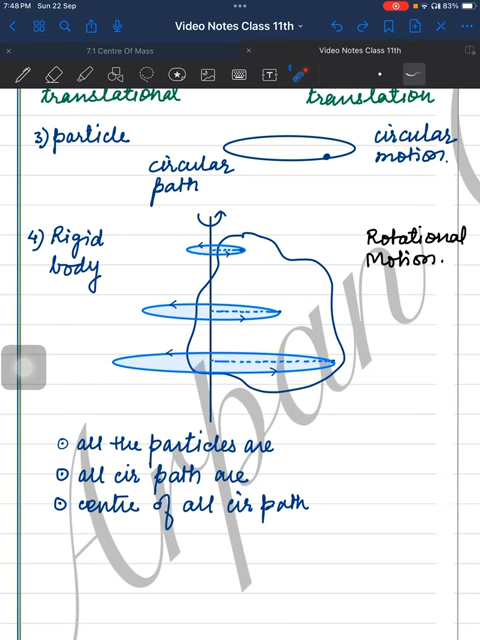 7:48 PM Sun 22 Sep
83%
Video Notes Class 11th
7.1 Centre Of Mass
Video Notes Class 11th
translational translation
3) particle circular
motion.
circular
path
4) Rigid Rotational
body Motion.
all the particles are
all cir path are
centre of all cir path
Arpan